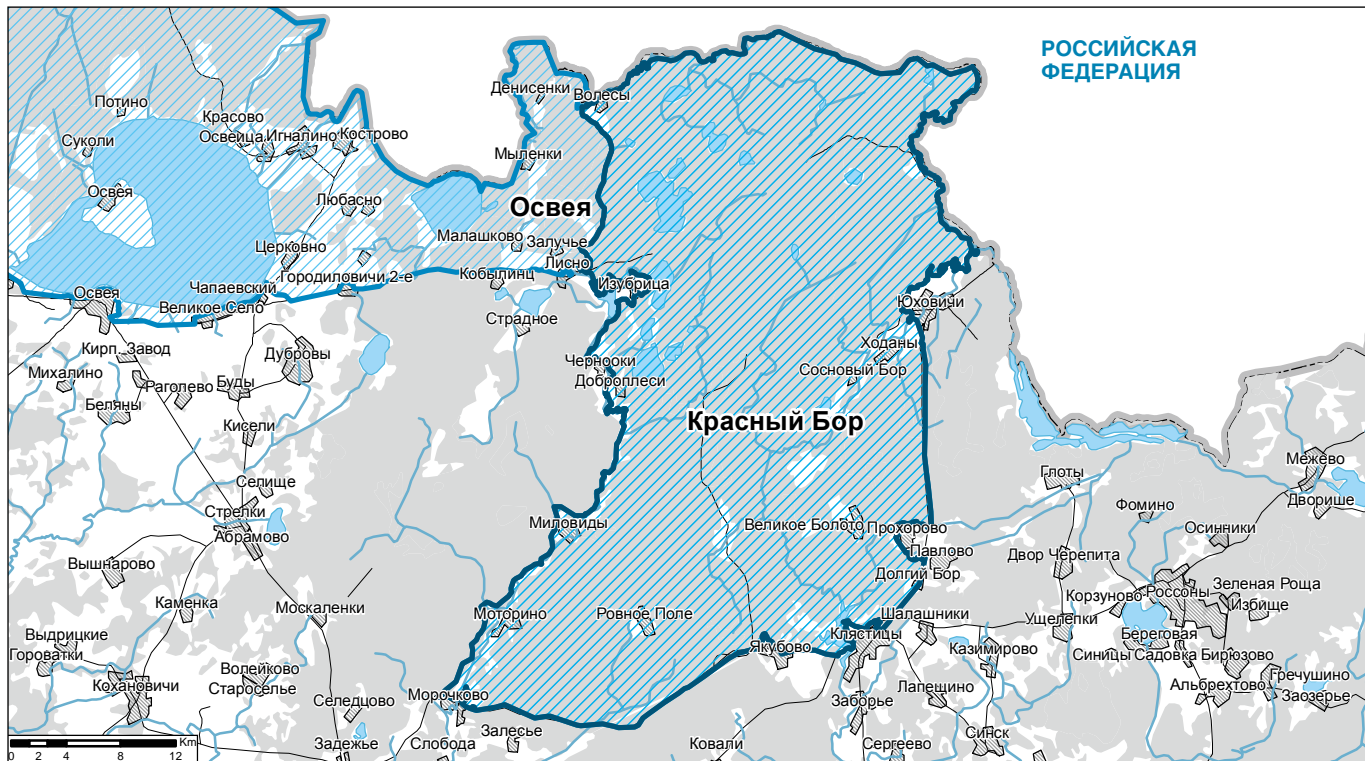 РОССИЙСКАЯ
ФЕДЕРАЦИЯ
Денисенки
Волесы
Потино
Красово
Освейца
Игналино
Кострово
Суколи
Мыленки
Освея
Любасно
Освея
Малашково
Залучье
Церковно
Лисно
Городиловичи 2-е
Кобылинц
Изубрица
Чапаевский
Освея
Великое Село
Юховичи
Страдное
Кирп. Завод
Дубровы
Ходаны
Чернооки
Сосновый Бор
Михалино
Раголево
Буды
Доброплеси
Беляны
Красный Бор
Кисели
Межево
Глоты
Селище
Дворище
Стрелки
Фомино
Миловиды
Великое Болото
Прохорово
Осинники
Абрамово
Павлово
Двор Черепита
Вышнарово
Долгий Бор
Зеленая Роща
Корзуново
Россоны
Каменка
Москаленки
Моторино
Ровное Поле
Шалашники
Избище
Ущелепки
Выдрицкие
Клястицы
Береговая
Гороватки
Якубово
Казимирово
Синицы
Садовка
Бирюзово
Волейково
Староселье
Гречушино
Кохановичи
Селедцово
Морочково
Лапещино
Альбрехтово
Заозерье
Заборье
Залесье
Слобода
Задежье
Ковали
Сергеево
Синск
Km
0 2 4 8 12